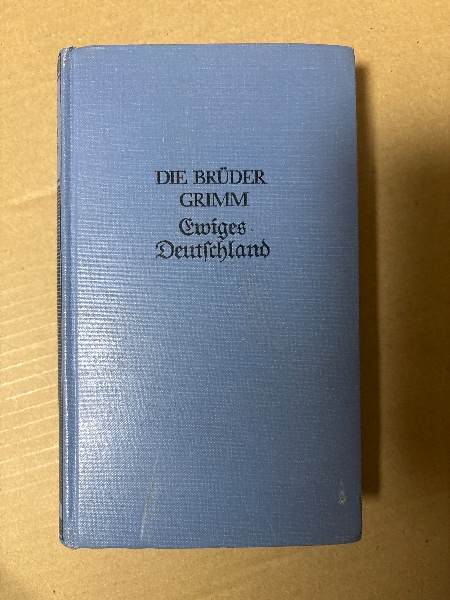 DIE BRÜDER
GRIMM
Ewiges
Deutſchland